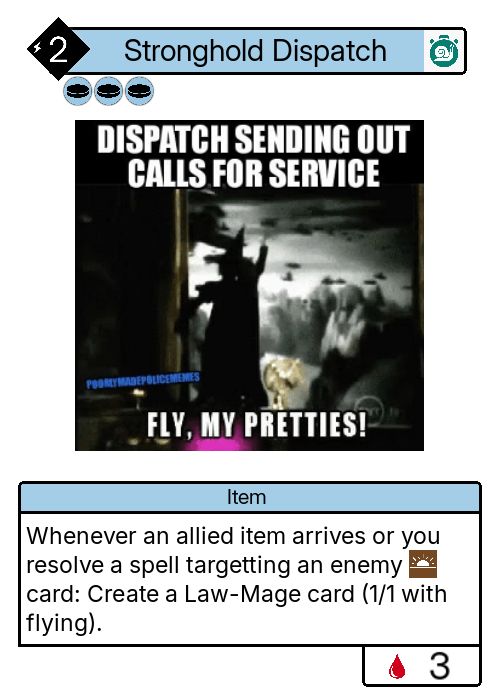 2
Stronghold Dispatch
DISPATCH SENDING OUT
CALLS FOR SERVICE
POORLYMADEPOLICEMEMES
FLY, MY PRETTIES!
Item
Whenever an allied item arrives or you
resolve a spell targetting an enemy
card: Create a Law-Mage card (1/1 with
flying).
3